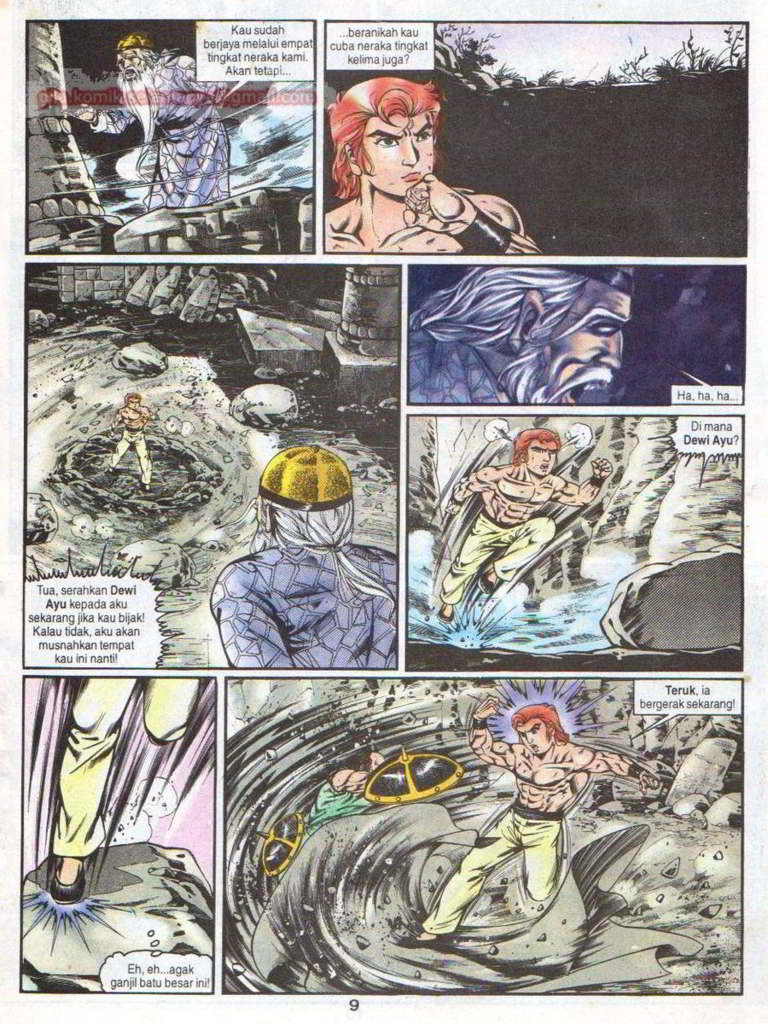 Kau sudah
berjaya melalui empat
tingkat neraka kami.
Akan tetapi...
...beranikah kau
cuba neraka tingkat
kelima juga?
Tua, serahkan Dewi
Ayu kepada aku
sekarang jika kau bijak!
Kalau tidak, aku akan
musnahkan tempat
kau ini nanti!
Ha, ha, ha...
Di mana
Dewi Ayu?
Eh, eh...agak
ganjil batu besar ini!
Teruk, ia
bergerak sekarang!
9